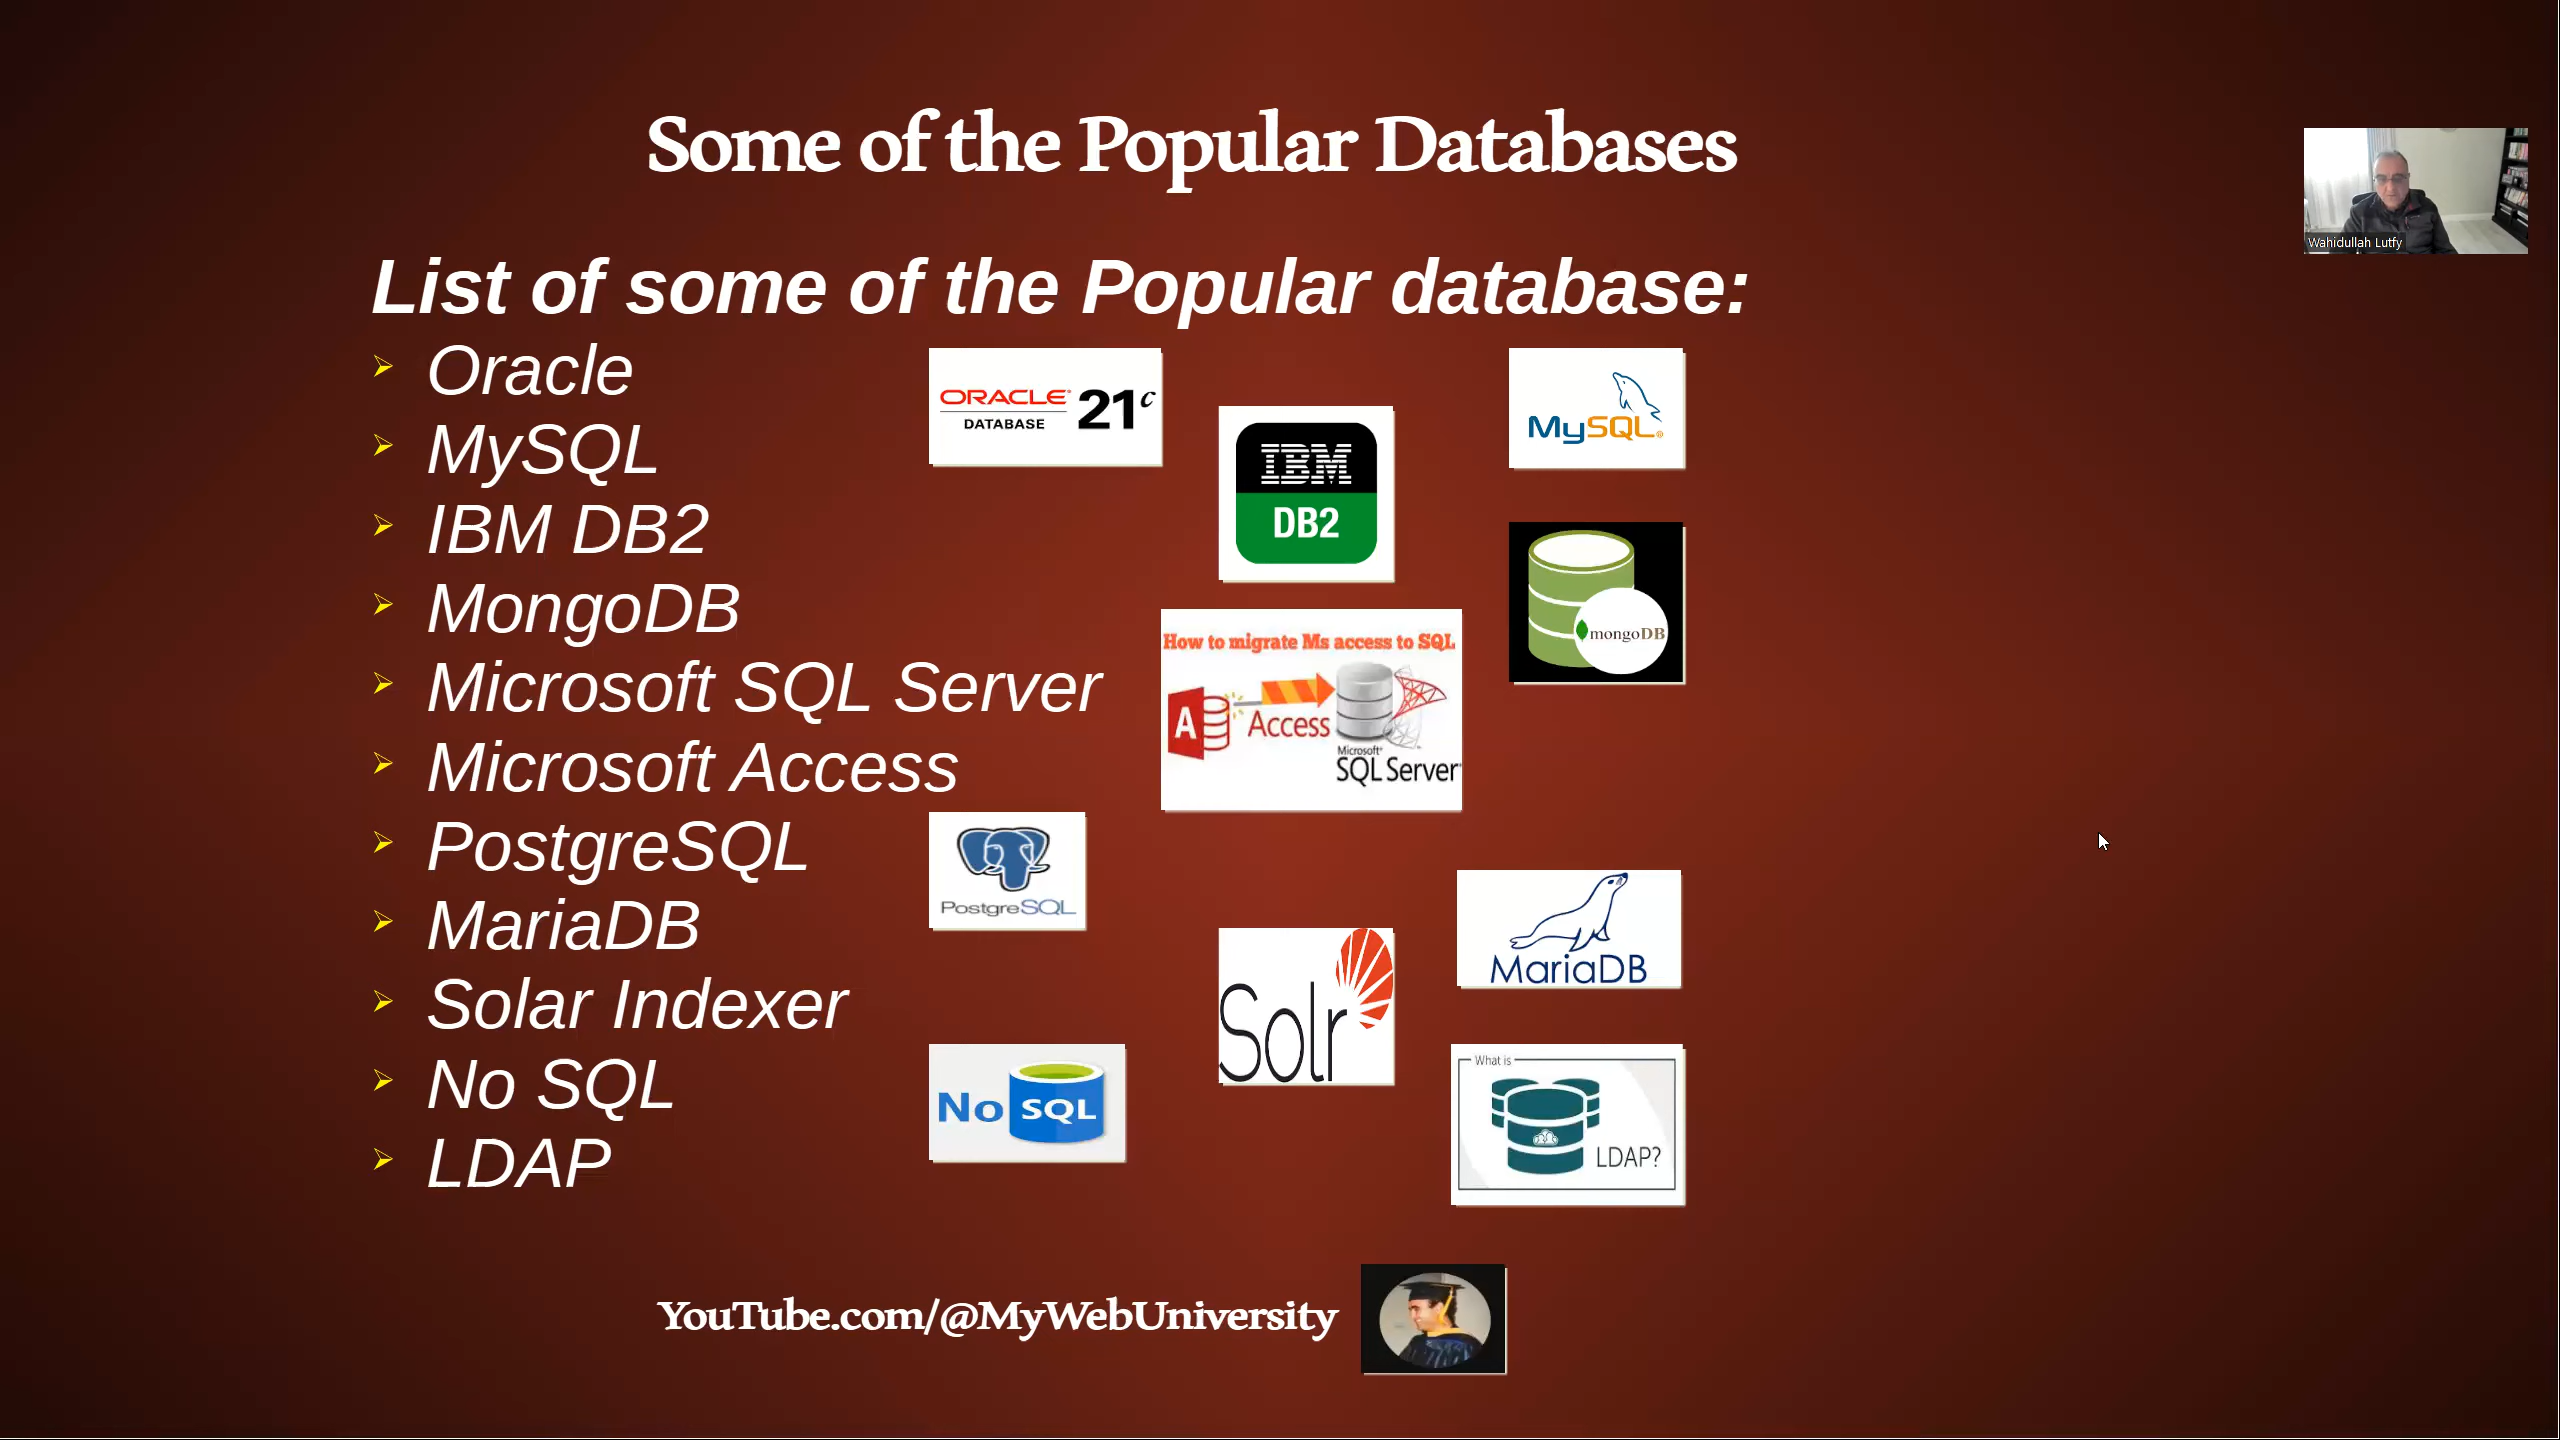 Some of the Popular Databases
Wahidullah Lutfy
List of some of the Popular database:
➢ Oracle
➢ MySQL
➢ IBM DB2
➢ MongoDB
➢ Microsoft SQL Server
➢ Microsoft Access
➢ PostgreSQL
➢ MariaDB
➢ Solar Indexer
➢ No SQL
➢ LDAP
ORACLE® 21c
DATABASE
MySQL®
IBM
DB2
mongoDB
How to migrate Ms access to SQL
A Access
Microsoft®
SQL Server®
PostgreSQL
MariaDB
Solr
No SQL
What is
LDAP?
YouTube.com/@MyWebUniversity